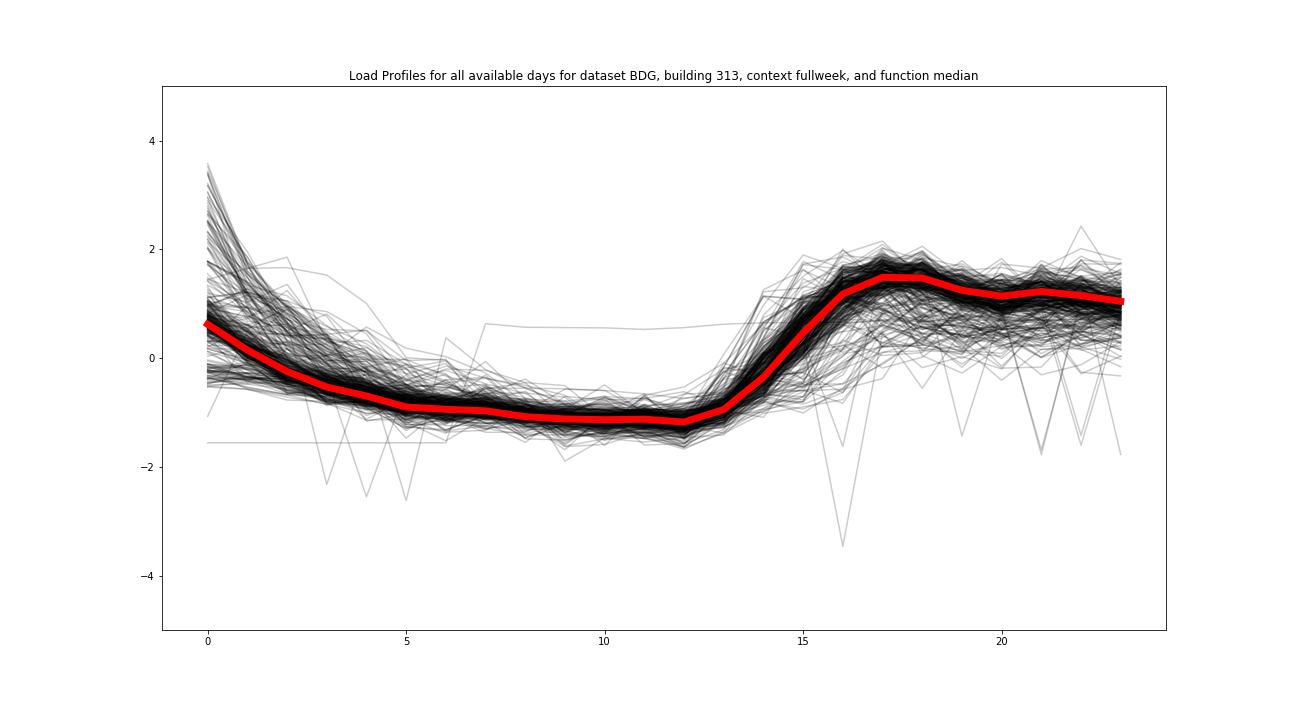 Load Profiles for all available days for dataset BDG, building 313, context fullweek, and function median
4
2
0
−2
−4
0 5 10 15 20